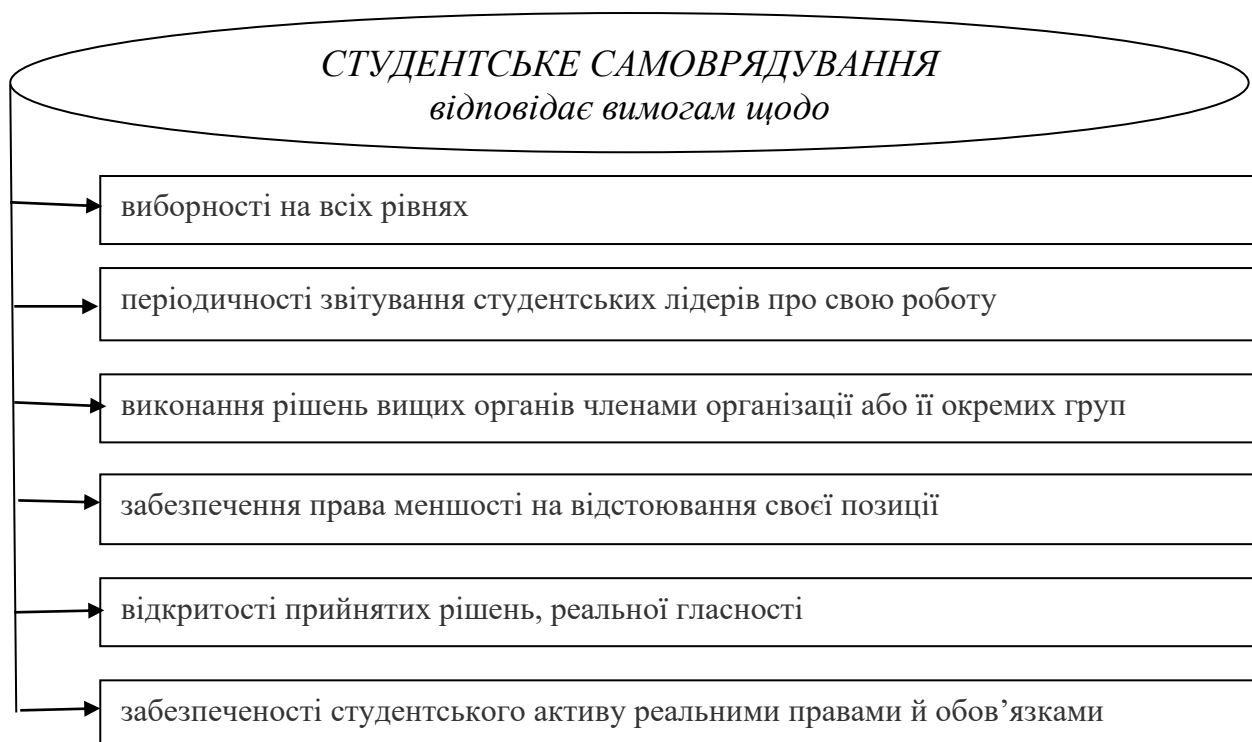 СТУДЕНТСЬКЕ САМОВРЯДУВАННЯ
відповідає вимогам щодо
виборності на всіх рівнях
періодичності звітування студентських лідерів про свою роботу
виконання рішень вищих органів членами організації або її окремих груп
забезпечення права меншості на відстоювання своєї позиції
відкритості прийнятих рішень, реальної гласності
забезпеченості студентського активу реальними правами й обов’язками